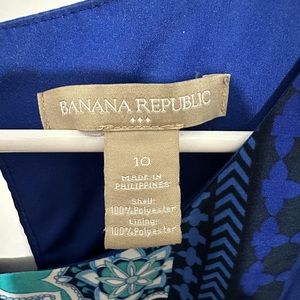 BANANA REPUBLIC
10
MADE IN
PHILIPPINES
Shell:
100% Polyester
Lining:
100% Polyester